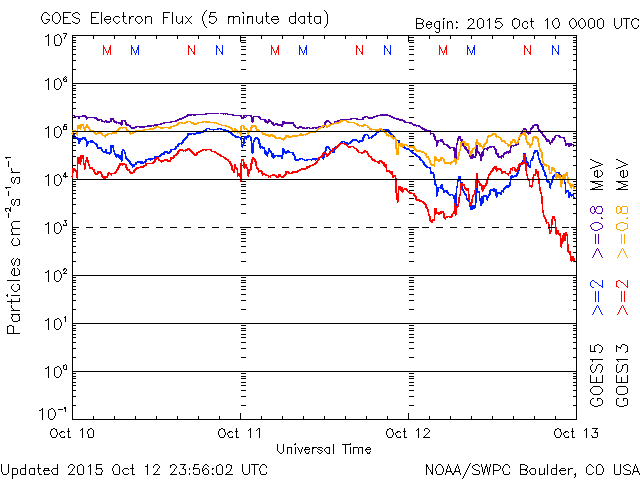 GOES Electron Flux (5 minute data)
Begin: 2015 Oct 10 0000 UTC
M M N N M M N N M M N N
10⁷
10⁶
10⁵
10⁴
10³
10²
10¹
10⁰
10⁻¹
Particles cm⁻²s⁻¹sr⁻¹
Oct 10 Oct 11 Oct 12 Oct 13
Universal Time
GOES15 >=2 >=0.8 MeV
GOES13 >=2 >=0.8 MeV
Updated 2015 Oct 12 23:56:02 UTC
NOAA/SWPC Boulder, CO USA